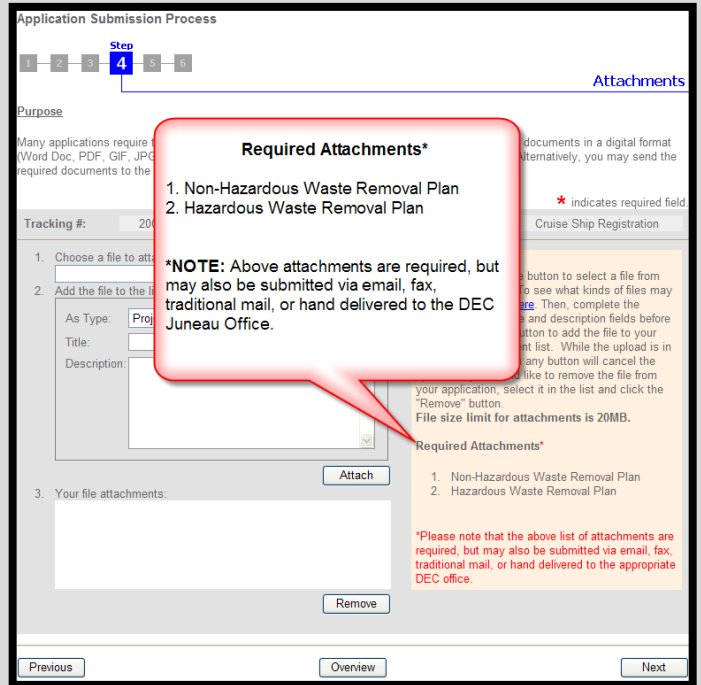 Application Submission Process
Step
1 2 3 4 5 6
Attachments
Purpose
Many applications require documents in a digital format
(Word Doc, PDF, GIF, JPG Alternatively, you may send the
required documents to the
* indicates required field.
Tracking #: 200 Cruise Ship Registration
Required Attachments*
1. Non-Hazardous Waste Removal Plan
2. Hazardous Waste Removal Plan
*NOTE: Above attachments are required, but
may also be submitted via email, fax,
traditional mail, or hand delivered to the DEC
Juneau Office.
1. Choose a file to
2. Add the file to the
As Type:
Title:
Description:
Attach
3. Your file attachments:
Remove
button to select a file from
To see what kinds of files may
Then, complete the
and description fields before
button to add the file to your
list. While the upload is in
any button will cancel the
like to remove the file from
your application, select it in the list and click the
"Remove" button.
File size limit for attachments is 20MB.
Required Attachments*
1. Non-Hazardous Waste Removal Plan
2. Hazardous Waste Removal Plan
*Please note that the above list of attachments are
required, but may also be submitted via email, fax,
traditional mail, or hand delivered to the appropriate
DEC office.
Previous
Overview
Next